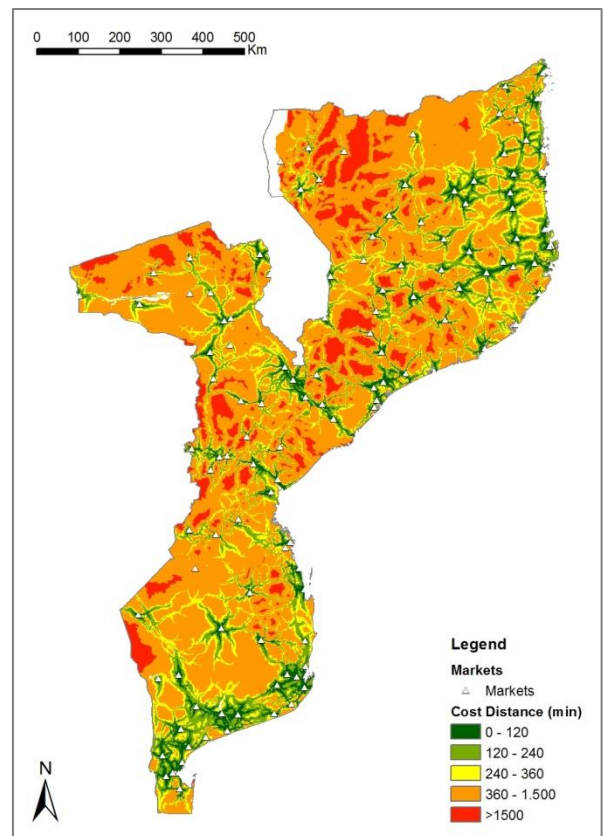 0 100 200 300 400 500
Km
Legend
Markets
Markets
Cost Distance (min)
0 - 120
120 - 240
240 - 360
360 - 1.500
>1500
N